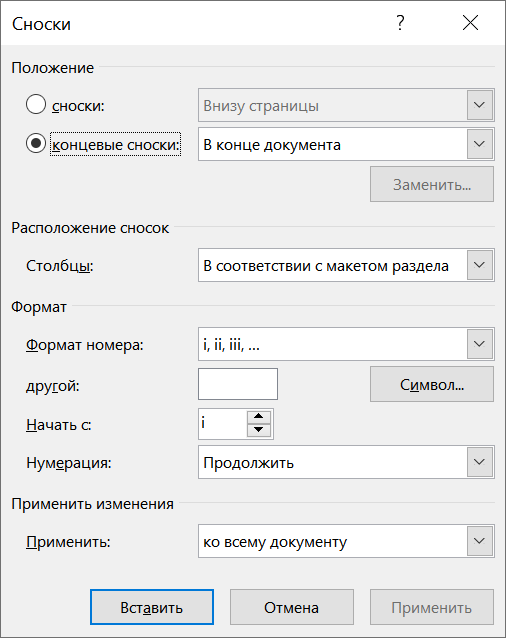 Сноски
Положение
сноски: Внизу страницы
концевые сноски: В конце документа
Заменить...
Расположение сносок
Столбцы: В соответствии с макетом раздела
Формат
Формат номера: i, ii, iii, ...
другой: Символ...
Начать с: i
Нумерация: Продолжить
Применить изменения
Применить: ко всему документу
Вставить Отмена Применить